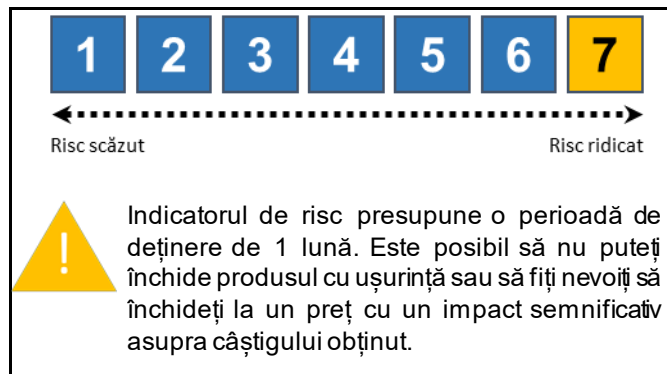 1 2 3 4 5 6 7
Risc scăzut Risc ridicat
!
Indicatorul de risc presupune o perioadă de
deținere de 1 lună. Este posibil să nu puteți
închide produsul cu ușurință sau să fiți nevoiți să
închideți la un preț cu un impact semnificativ
asupra câștigului obținut.